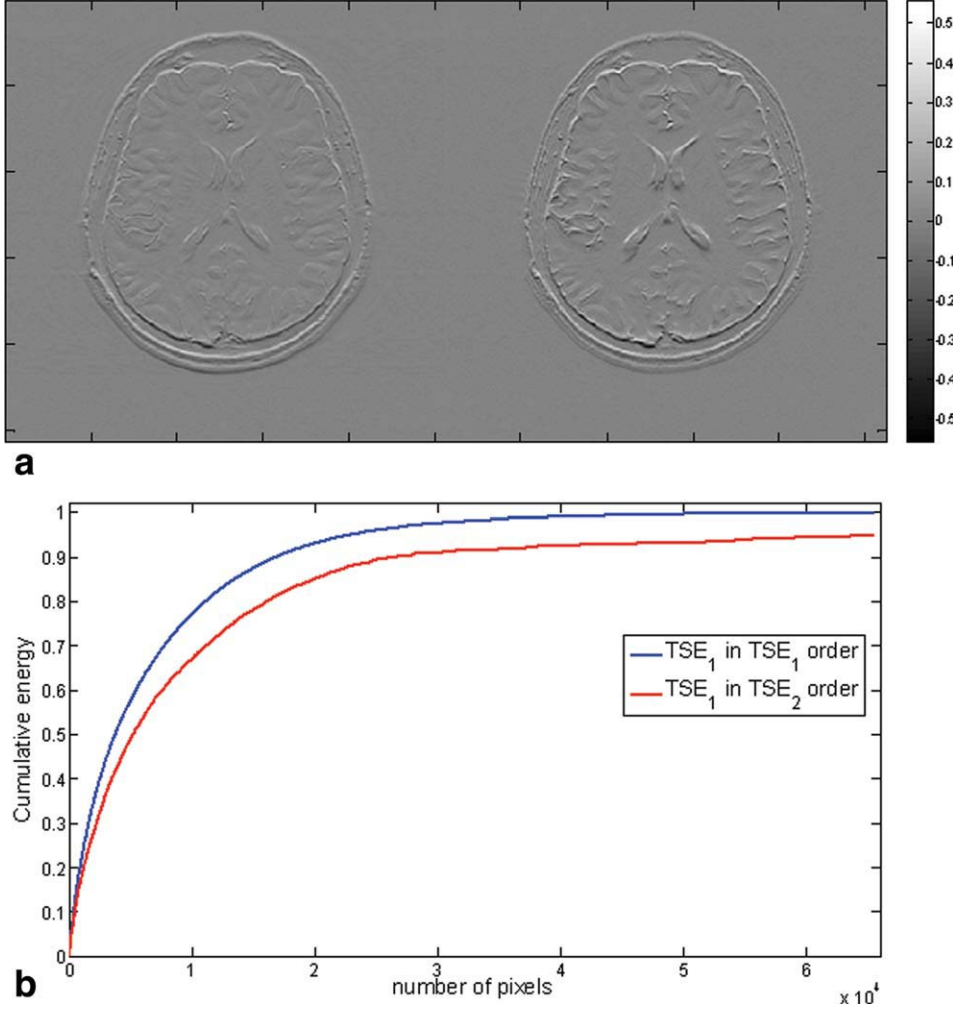 0.5
0.4
0.3
0.2
0.1
0
-0.1
-0.2
-0.3
-0.4
-0.5
a
1
0.9
0.8
0.7
0.6
0.5
0.4
0.3
0.2
0.1
0
Cumulative energy
TSE1 in TSE1 order
TSE1 in TSE2 order
0 1 2 3 4 5 6
number of pixels
x 10^4
b